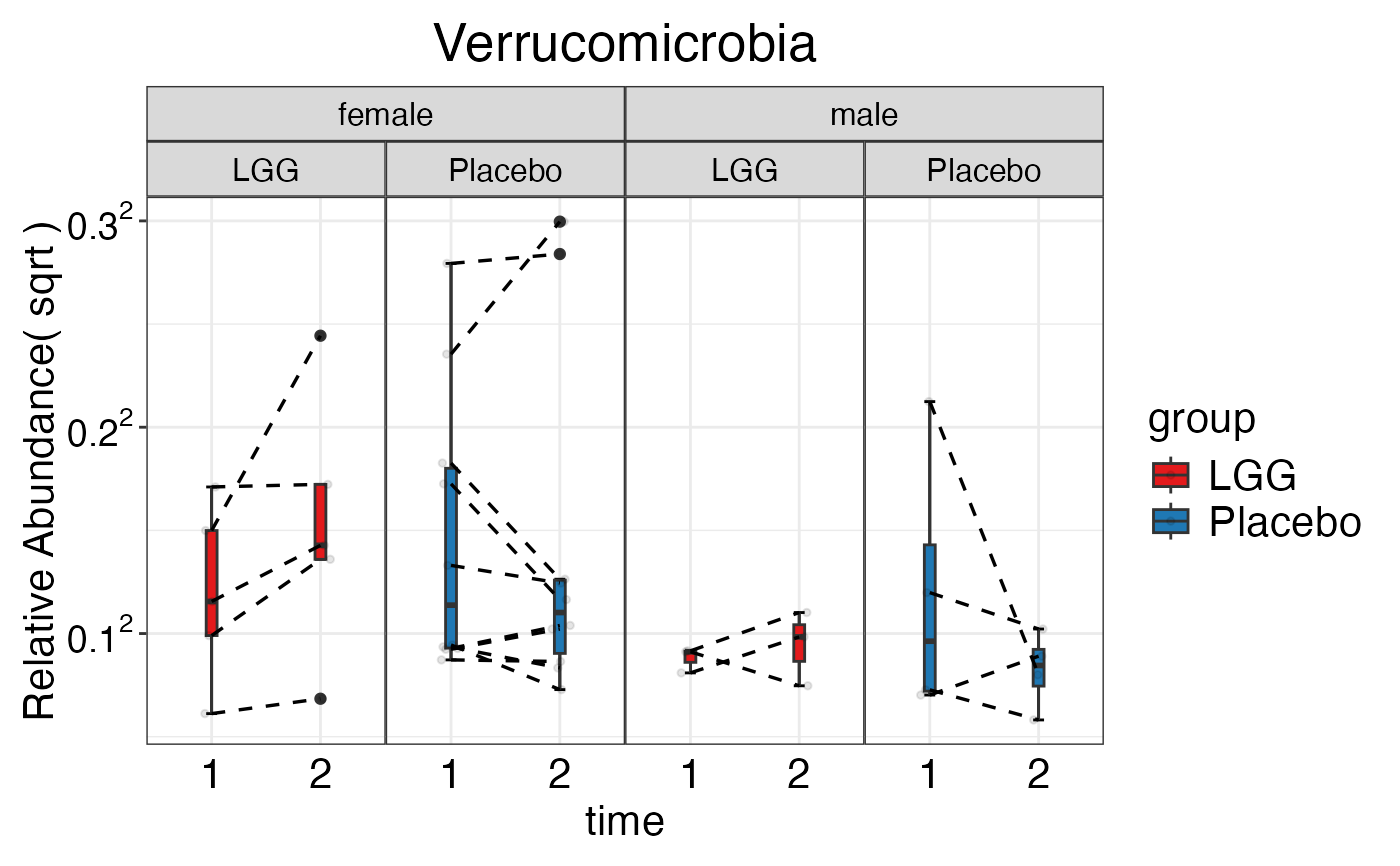 Verrucomicrobia
female male
LGG Placebo LGG Placebo
Relative Abundance( sqrt )
0.3²
0.2²
0.1²
1 2 1 2 1 2 1 2
time
group
LGG
Placebo